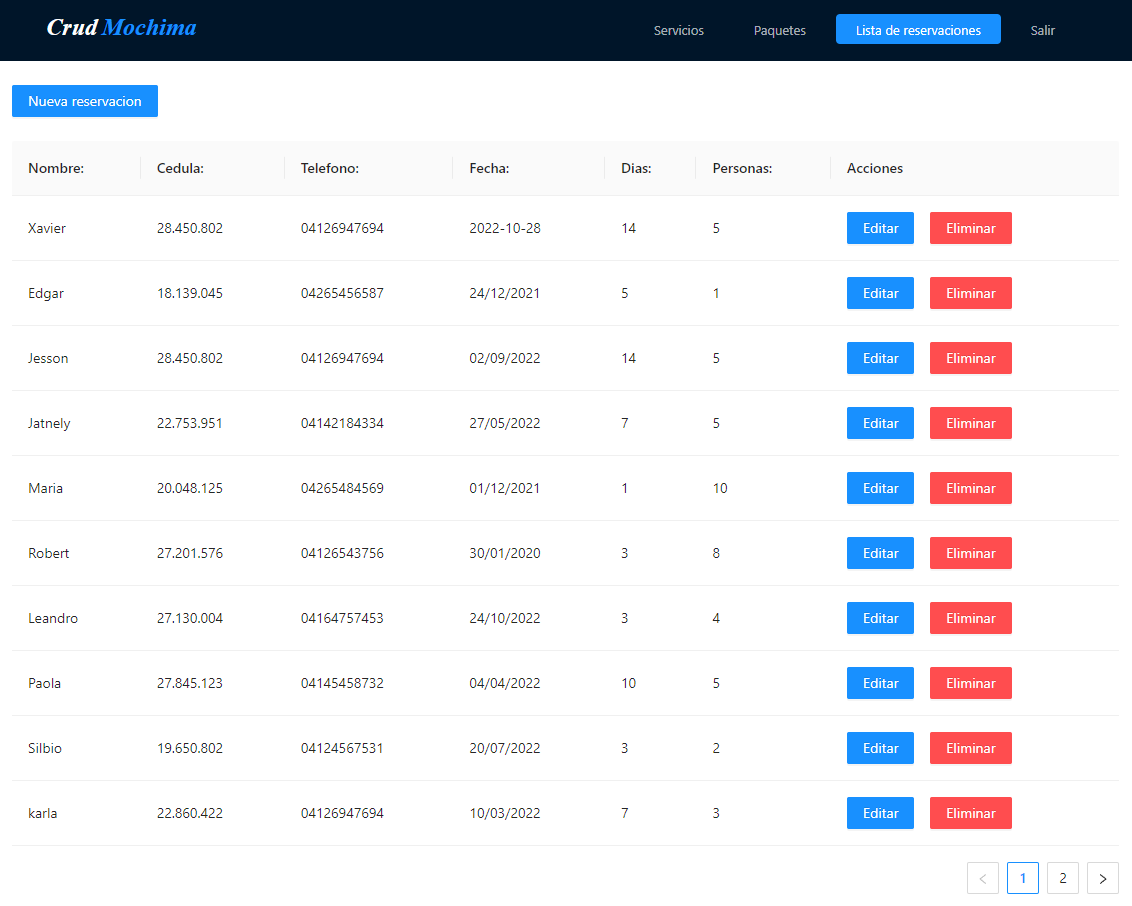 Crud Mochima Servicios Paquetes Lista de reservaciones Salir
Nueva reservacion
Nombre: Cedula: Telefono: Fecha: Dias: Personas: Acciones
Xavier 28.450.802 04126947694 2022-10-28 14 5 Editar Eliminar
Edgar 18.139.045 04265456587 24/12/2021 5 1 Editar Eliminar
Jesson 28.450.802 04126947694 02/09/2022 14 5 Editar Eliminar
Jatnely 22.753.951 04142184334 27/05/2022 7 5 Editar Eliminar
Maria 20.048.125 04265484569 01/12/2021 1 10 Editar Eliminar
Robert 27.201.576 04126543756 30/01/2020 3 8 Editar Eliminar
Leandro 27.130.004 04164757453 24/10/2022 3 4 Editar Eliminar
Paola 27.845.123 04145458732 04/04/2022 10 5 Editar Eliminar
Silbio 19.650.802 04124567531 20/07/2022 3 2 Editar Eliminar
karla 22.860.422 04126947694 10/03/2022 7 3 Editar Eliminar
< 1 2 >